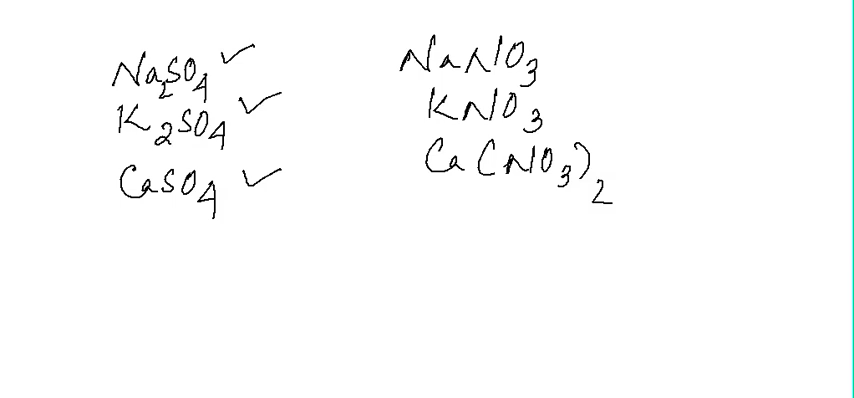 Na₂SO₄ ✓ NaNO₃
K₂SO₄ ✓ KNO₃
CaSO₄ ✓ Ca(NO₃)₂